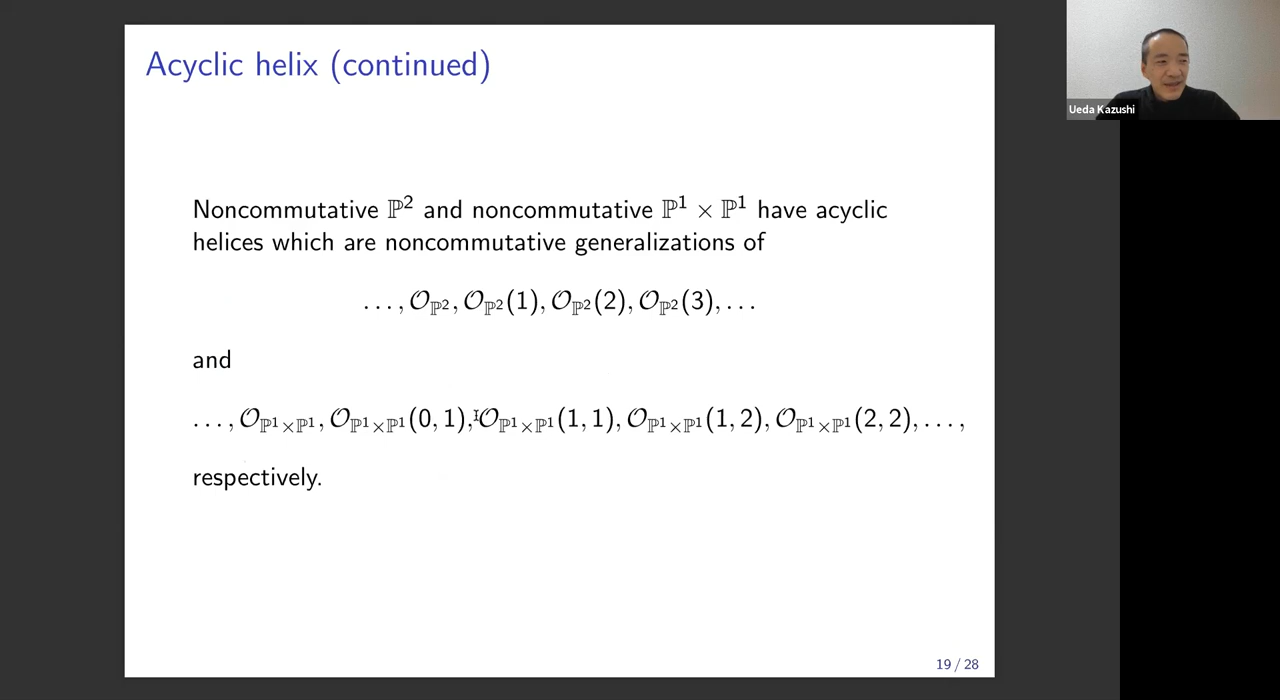 Acyclic helix (continued)
Ueda Kazushi
Noncommutative ℙ² and noncommutative ℙ¹ × ℙ¹ have acyclic
helices which are noncommutative generalizations of
…, 𝒪_ℙ², 𝒪_ℙ²(1), 𝒪_ℙ²(2), 𝒪_ℙ²(3), …
and
…, 𝒪_ℙ¹×ℙ¹, 𝒪_ℙ¹×ℙ¹(0, 1), 𝒪_ℙ¹×ℙ¹(1, 1), 𝒪_ℙ¹×ℙ¹(1, 2), 𝒪_ℙ¹×ℙ¹(2, 2), …,
respectively.
19 / 28